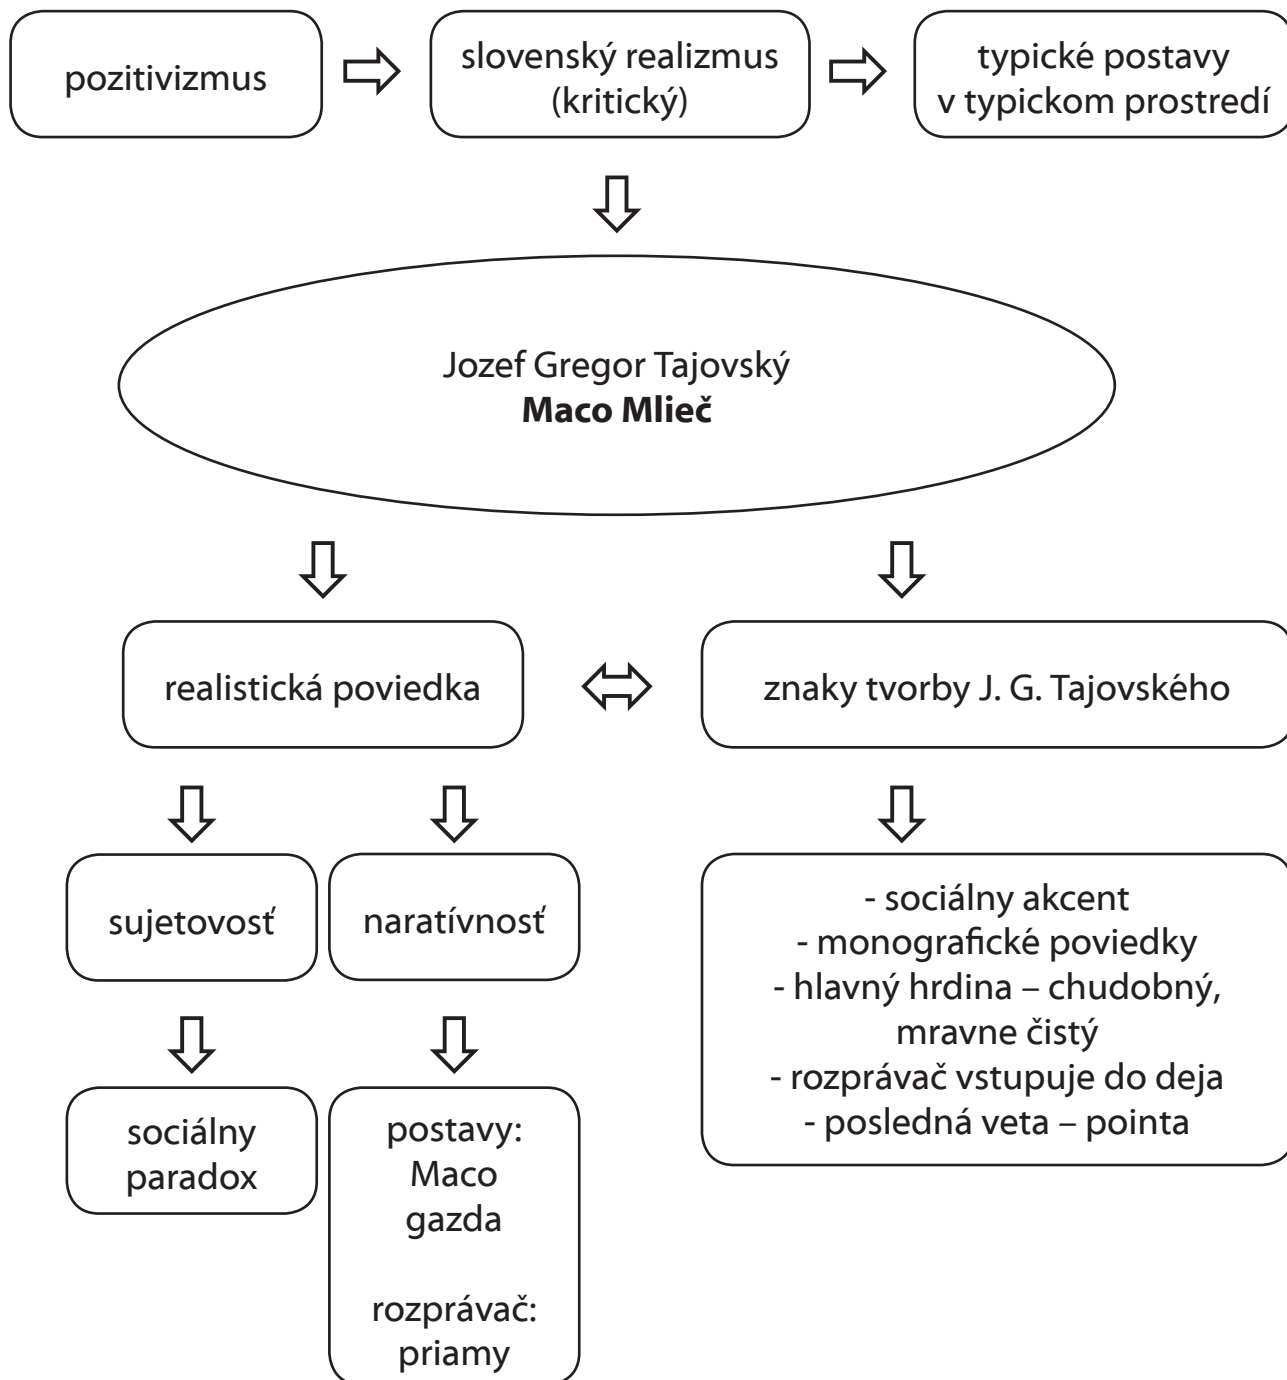 pozitivizmus
slovenský realizmus
(kritický)
typické postavy
v typickom prostredí
Jozef Gregor Tajovský
Maco Mlieč
realistická poviedka
znaky tvorby J. G. Tajovského
sujetovosť
naratívnosť
- sociálny akcent
- monografické poviedky
- hlavný hrdina – chudobný,
mravne čistý
- rozprávač vstupuje do deja
- posledná veta – pointa
sociálny
paradox
postavy:
Maco
gazda
rozprávač:
priamy